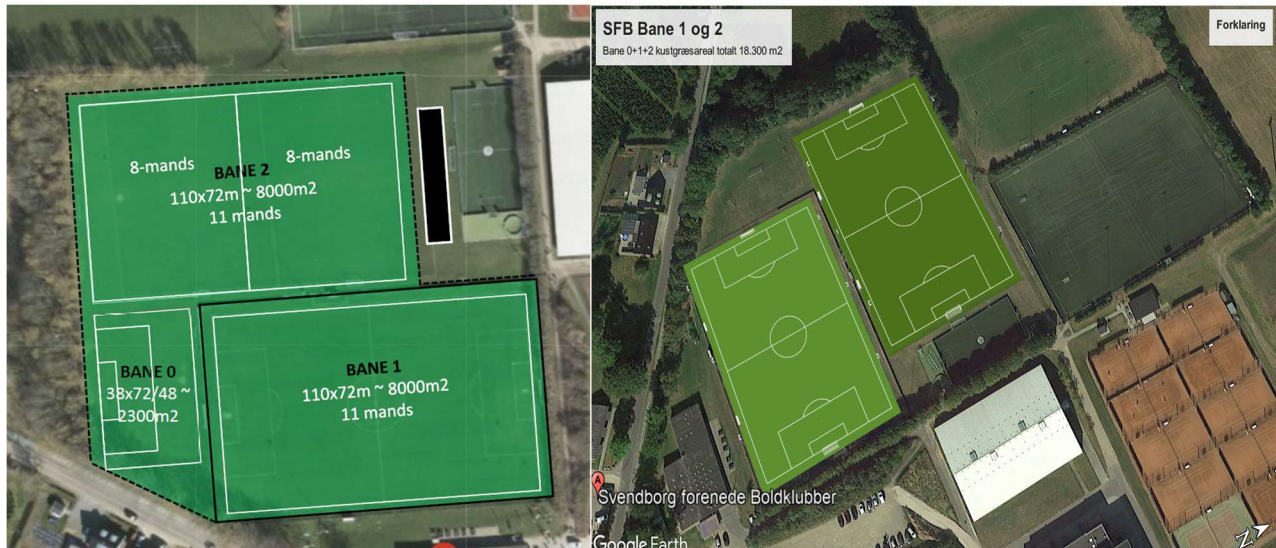 8-mands
8-mands
BANE 2
110x72m ~ 8000m2
11 mands
BANE 0
38x72/48 ~
2300m2
BANE 1
110x72m ~ 8000m2
11 mands
SFB Bane 1 og 2
Bane 0+1+2 kustgræsareal totalt 18.300 m2
Forklaring
A
Svendborg forenede Boldklubber
Google Earth
N